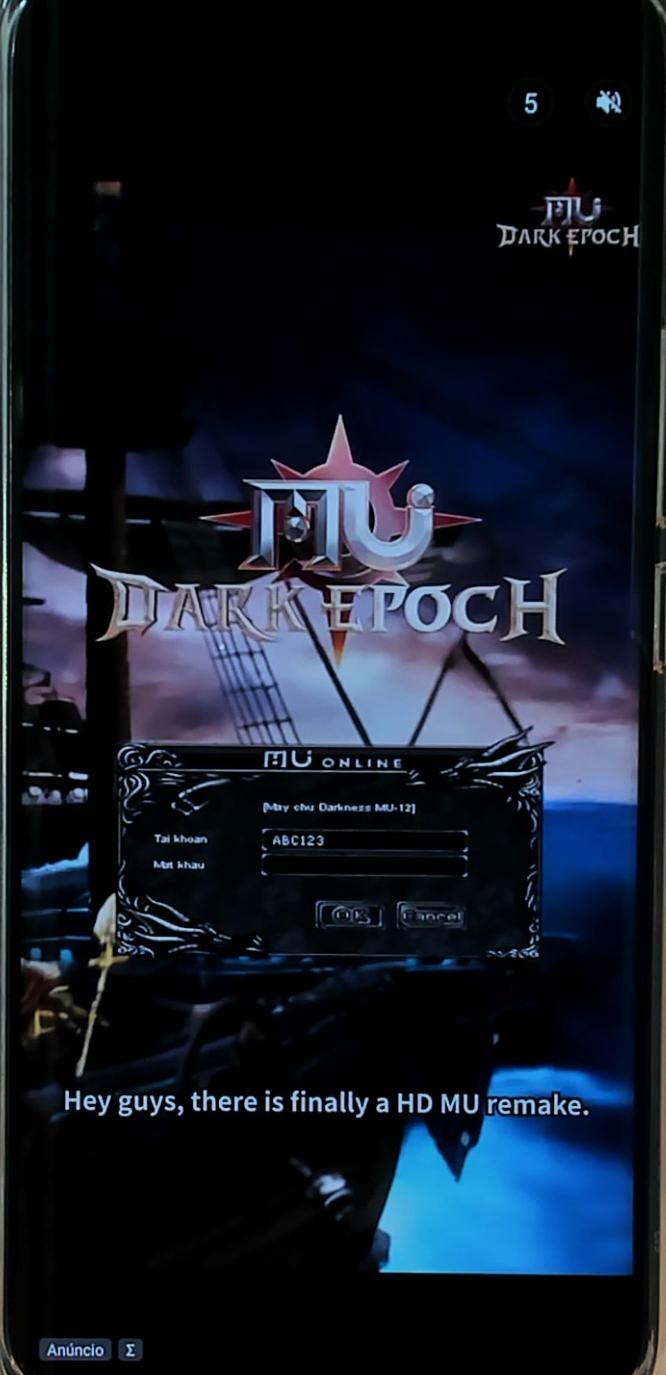 5
MU
DARK EPOCH
MU
DARK EPOCH
MU ONLINE
[May chu Darkness MU-12]
Tai khoan
ABC123
Mat khau
OK Cancel
Hey guys, there is finally a HD MU remake.
Anúncio Σ